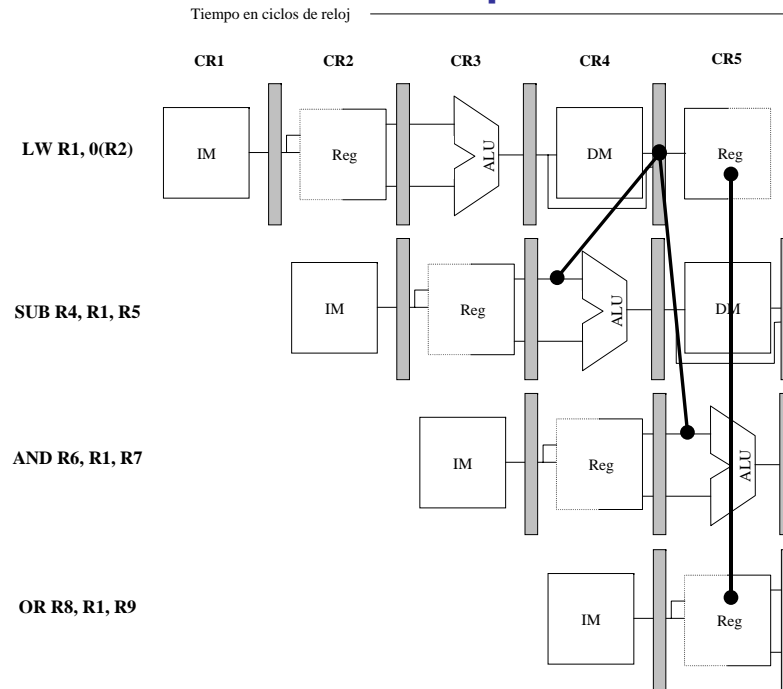 Tiempo en ciclos de reloj
CR1 CR2 CR3 CR4 CR5
LW R1, 0(R2) IM Reg ALU DM Reg
SUB R4, R1, R5 IM Reg ALU DM
AND R6, R1, R7 IM Reg ALU
OR R8, R1, R9 IM Reg